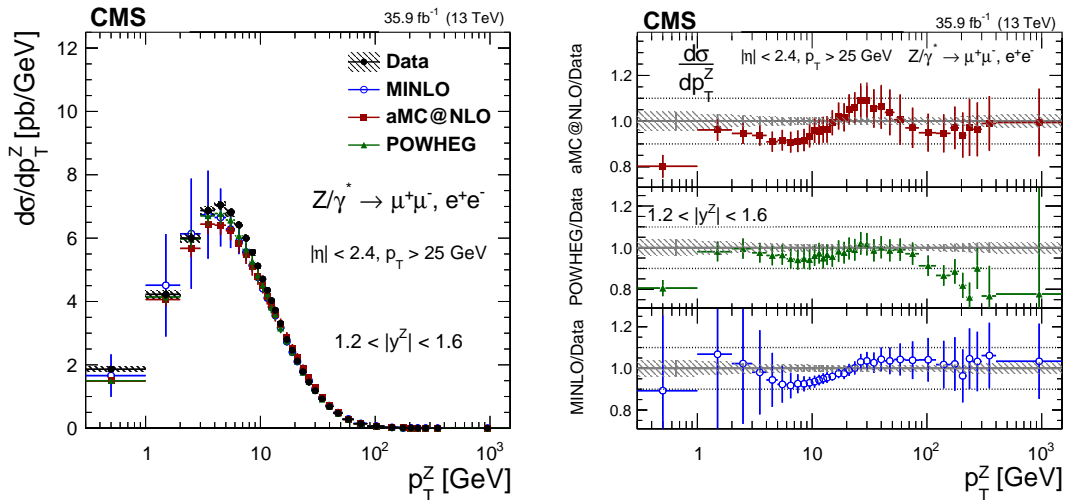 CMS
35.9 fb⁻¹ (13 TeV)
dσ/dp_T^Z [pb/GeV]
12
10
8
6
4
2
0
Data
MINLO
aMC@NLO
POWHEG
Z/γ* → μ⁺μ⁻, e⁺e⁻
|η| < 2.4, p_T > 25 GeV
1.2 < |y^Z| < 1.6
1 10 10² 10³
p_T^Z [GeV]
CMS
35.9 fb⁻¹ (13 TeV)
dσ
dp_T^Z
|η| < 2.4, p_T > 25 GeV Z/γ* → μ⁺μ⁻, e⁺e⁻
aMC@NLO/Data
1.2
1.0
0.8
1.2 < |y^Z| < 1.6
POWHEG/Data
1.2
1.0
0.8
MINLO/Data
1.2
1.0
0.8
1 10 10² 10³
p_T^Z [GeV]